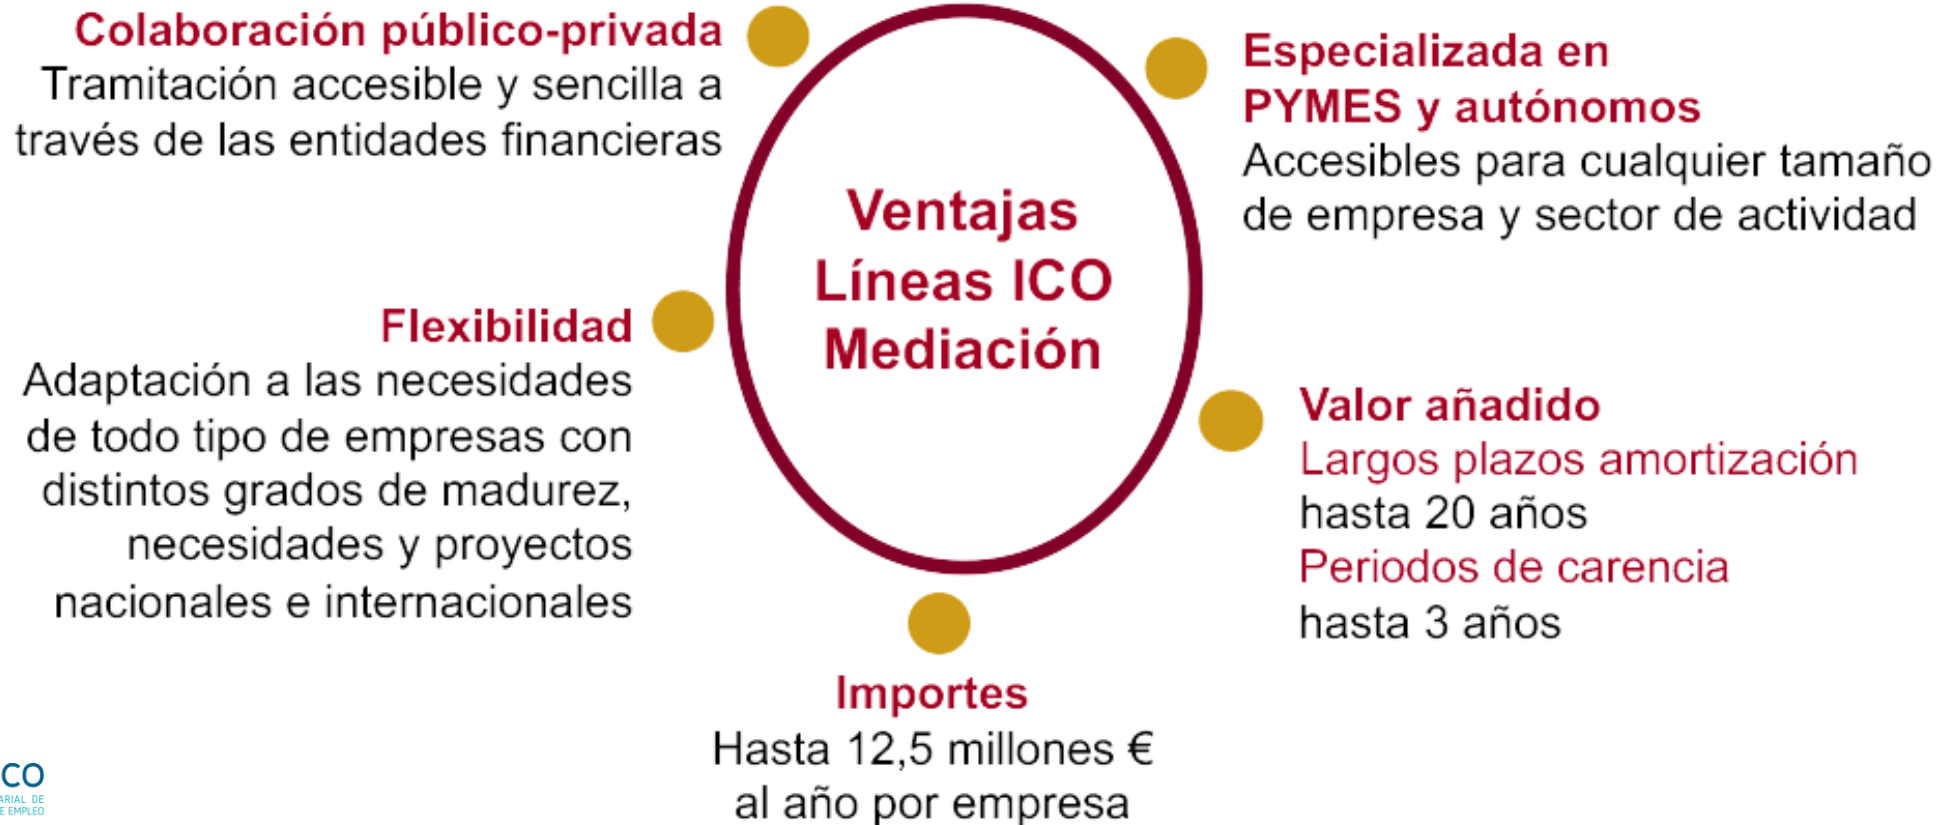 Colaboración público-privada
Tramitación accesible y sencilla a
través de las entidades financieras
Especializada en
PYMES y autónomos
Accesibles para cualquier tamaño
de empresa y sector de actividad
Ventajas
Líneas ICO
Mediación
Flexibilidad
Adaptación a las necesidades
de todo tipo de empresas con
distintos grados de madurez,
necesidades y proyectos
nacionales e internacionales
Valor añadido
Largos plazos amortización
hasta 20 años
Periodos de carencia
hasta 3 años
Importes
Hasta 12,5 millones €
al año por empresa
CO
ARIAL DE
E EMPLEO